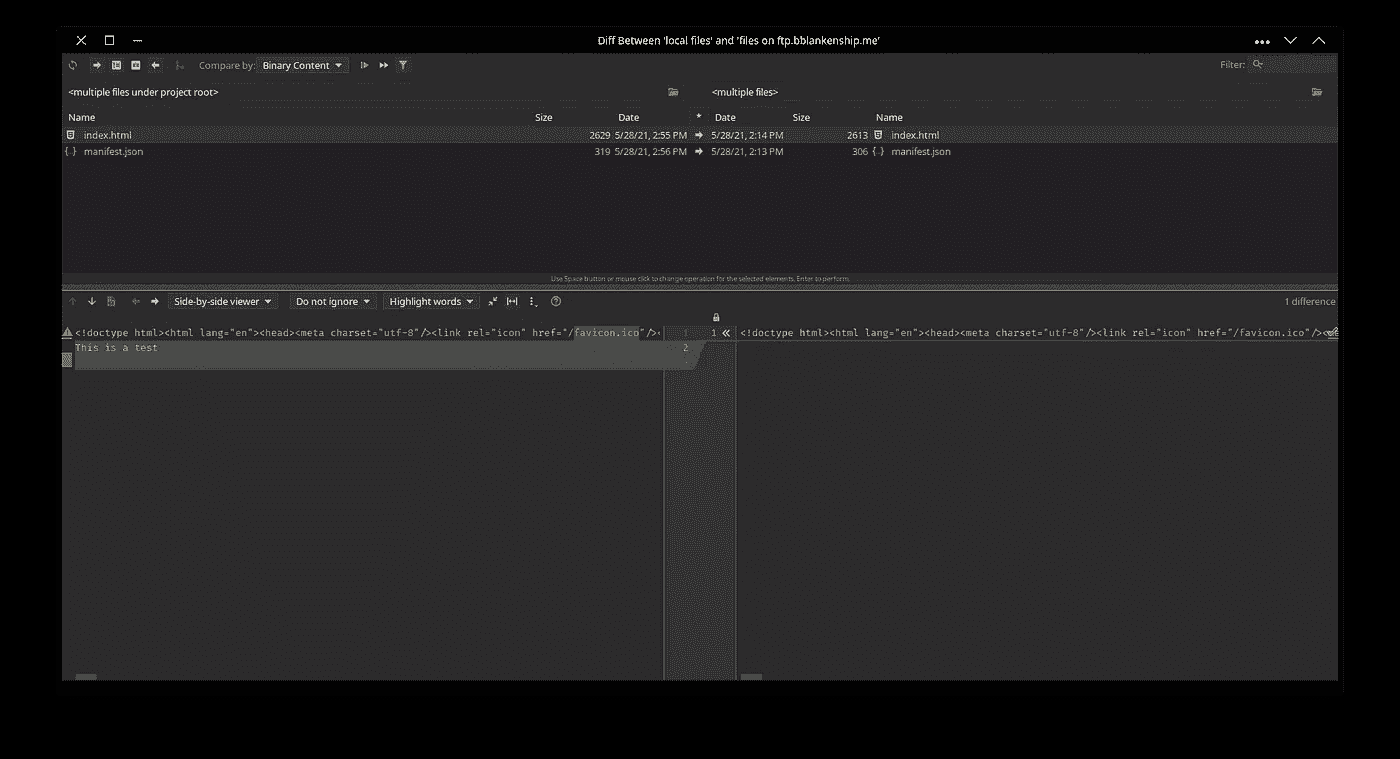 Diff Between 'local files' and 'files on ftp.bblankenship.me'
Compare by: Binary Content Filter:
<multiple files under project root> <multiple files>
Name Size Date * Date Size Name
index.html 2629 5/28/21, 2:55 PM 5/28/21, 2:14 PM 2613 index.html
{.} manifest.json 319 5/28/21, 2:56 PM 5/28/21, 2:13 PM 306 {.} manifest.json
Use Space button or mouse click to change operation for the selected elements. Enter to perform.
Side-by-side viewer Do not ignore Highlight words 1 difference
<!doctype html><html lang="en"><head><meta charset="utf-8"/><link rel="icon" href="/favicon.ico"/>< 1 1 <!doctype html><html lang="en"><head><meta charset="utf-8"/><link rel="icon" href="/favicon.ico"/>
This is a test 2